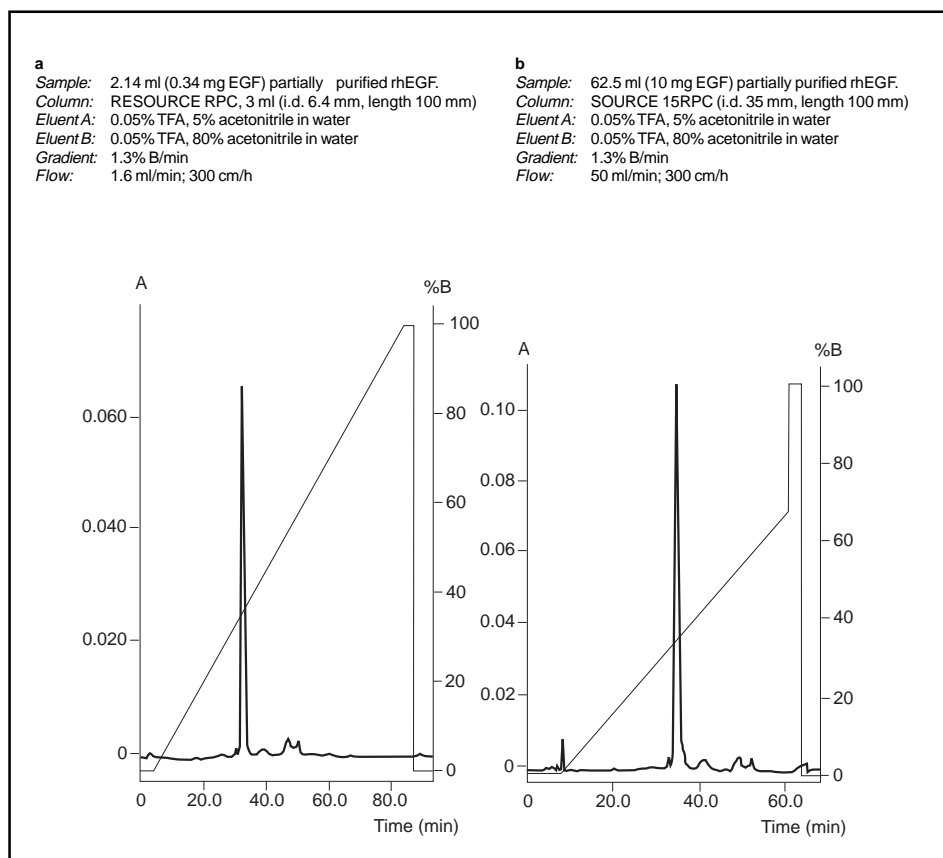 a
Sample: 2.14 ml (0.34 mg EGF) partially purified rhEGF.
Column: RESOURCE RPC, 3 ml (i.d. 6.4 mm, length 100 mm)
Eluent A: 0.05% TFA, 5% acetonitrile in water
Eluent B: 0.05% TFA, 80% acetonitrile in water
Gradient: 1.3% B/min
Flow: 1.6 ml/min; 300 cm/h
b
Sample: 62.5 ml (10 mg EGF) partially purified rhEGF.
Column: SOURCE 15RPC (i.d. 35 mm, length 100 mm)
Eluent A: 0.05% TFA, 5% acetonitrile in water
Eluent B: 0.05% TFA, 80% acetonitrile in water
Gradient: 1.3% B/min
Flow: 50 ml/min; 300 cm/h
A
%B
0.060
0.040
0.020
0
100
80
60
40
20
0
0 20.0 40.0 60.0 80.0
Time (min)
A
%B
0.10
0.08
0.06
0.04
0.02
0
100
80
60
40
20
0
0 20.0 40.0 60.0
Time (min)